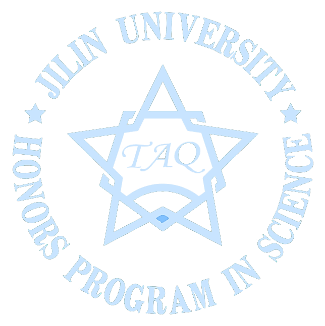 JILIN UNIVERSITY
TAQ
HONORS PROGRAM IN SCIENCE